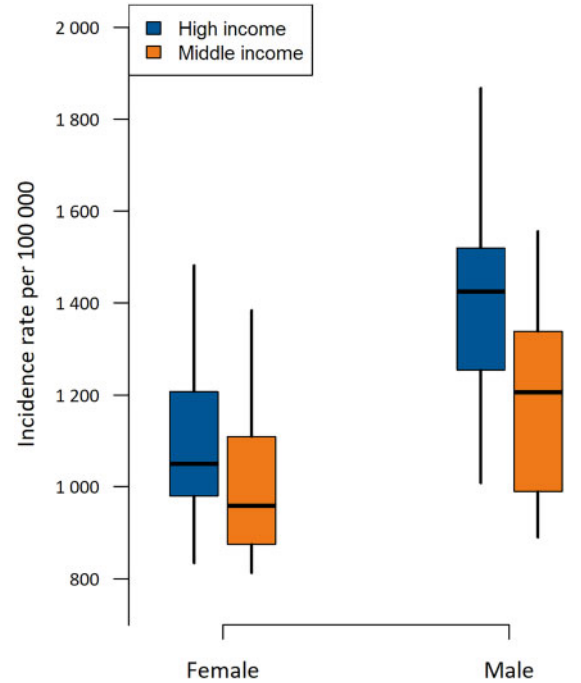 2 000
High income
Middle income
1 800
1 600
1 400
1 200
1 000
800
Incidence rate per 100 000
Female
Male